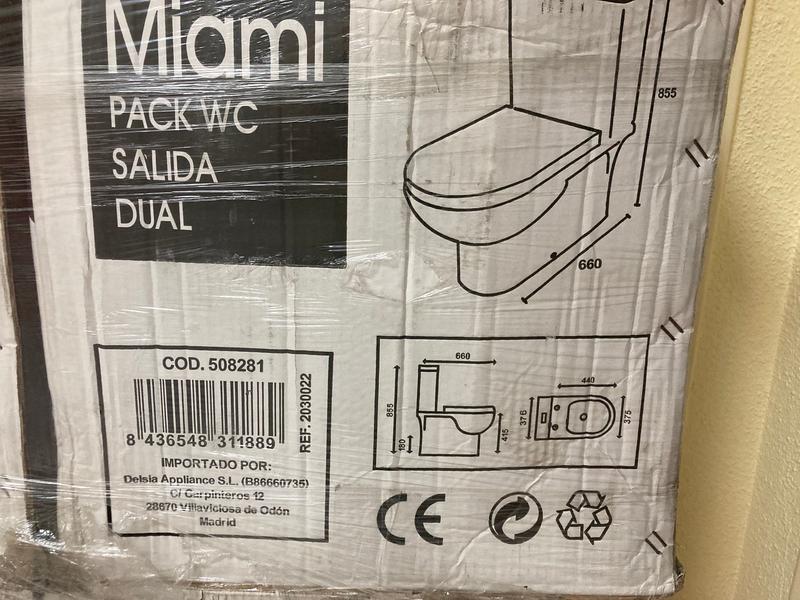 Miami
PACK WC
SALIDA
DUAL
855
660
COD. 508281
8 436548 311889
REF. 2030022
IMPORTADO POR:
Delsia Appliance S.L. (B86660735)
C/ Carpinteros 12
28670 Villaviciosa de Odón
Madrid
660
855
180
415
440
376
375
CE